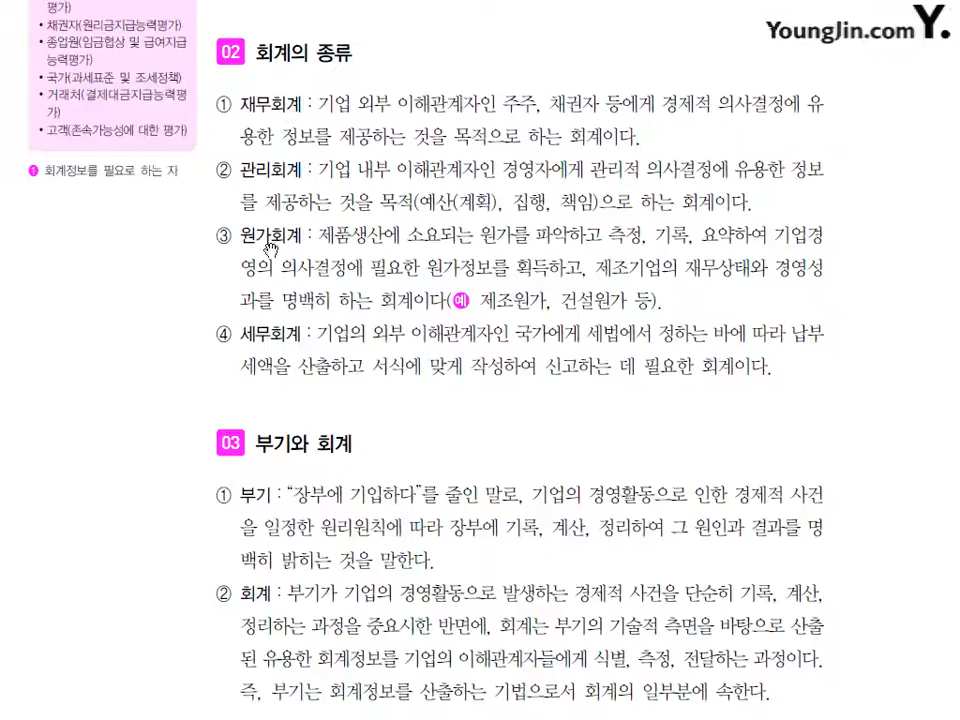 평가)
• 채권자(원리금지급능력평가)
• 종업원(임금협상 및 급여지급
능력평가)
• 국가(과세표준 및 조세정책)
• 거래처(결제대금지급능력평
가)
• 고객(존속가능성에 대한 평가)
❶ 회계정보를 필요로 하는 자
YoungJin.com Y.
02 회계의 종류
① 재무회계 : 기업 외부 이해관계자인 주주, 채권자 등에게 경제적 의사결정에 유
용한 정보를 제공하는 것을 목적으로 하는 회계이다.
② 관리회계 : 기업 내부 이해관계자인 경영자에게 관리적 의사결정에 유용한 정보
를 제공하는 것을 목적(예산(계획), 집행, 책임)으로 하는 회계이다.
③ 원가회계 : 제품생산에 소요되는 원가를 파악하고 측정, 기록, 요약하여 기업경
영의 의사결정에 필요한 원가정보를 획득하고, 제조기업의 재무상태와 경영성
과를 명백히 하는 회계이다(예 제조원가, 건설원가 등).
④ 세무회계 : 기업의 외부 이해관계자인 국가에게 세법에서 정하는 바에 따라 납부
세액을 산출하고 서식에 맞게 작성하여 신고하는 데 필요한 회계이다.
03 부기와 회계
① 부기 : “장부에 기입하다”를 줄인 말로, 기업의 경영활동으로 인한 경제적 사건
을 일정한 원리원칙에 따라 장부에 기록, 계산, 정리하여 그 원인과 결과를 명
백히 밝히는 것을 말한다.
② 회계 : 부기가 기업의 경영활동으로 발생하는 경제적 사건을 단순히 기록, 계산,
정리하는 과정을 중요시한 반면에, 회계는 부기의 기술적 측면을 바탕으로 산출
된 유용한 회계정보를 기업의 이해관계자들에게 식별, 측정, 전달하는 과정이다.
즉, 부기는 회계정보를 산출하는 기법으로서 회계의 일부분에 속한다.